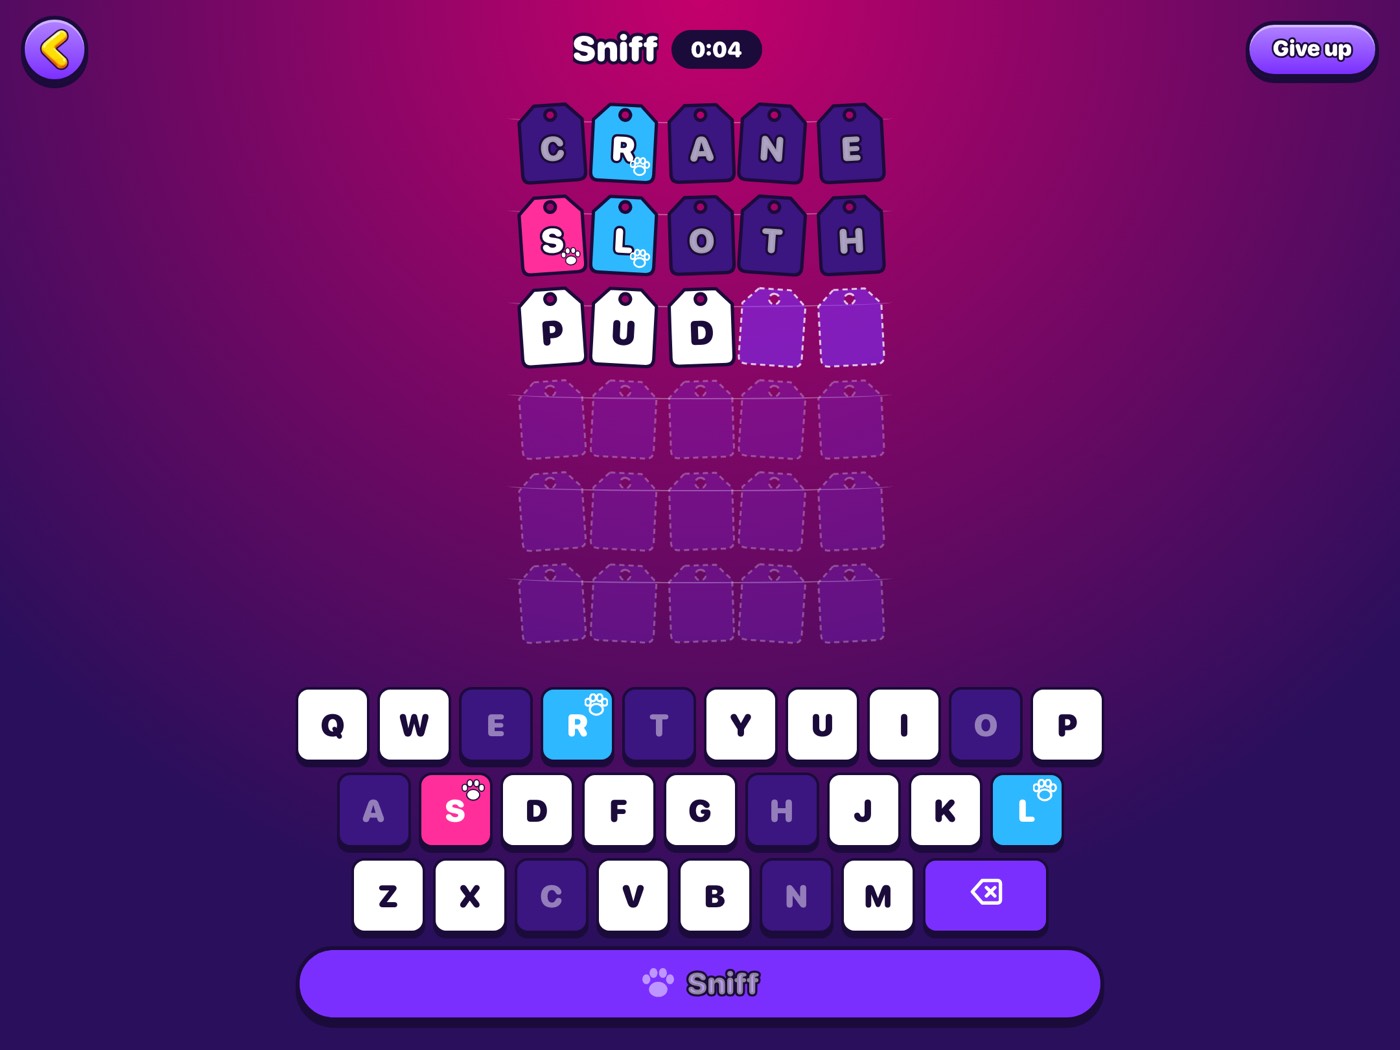 Sniff 0:04 Give up
C R A N E
S L O T H
P U D
Q W E R T Y U I O P
A S D F G H J K L
Z X C V B N M
Sniff